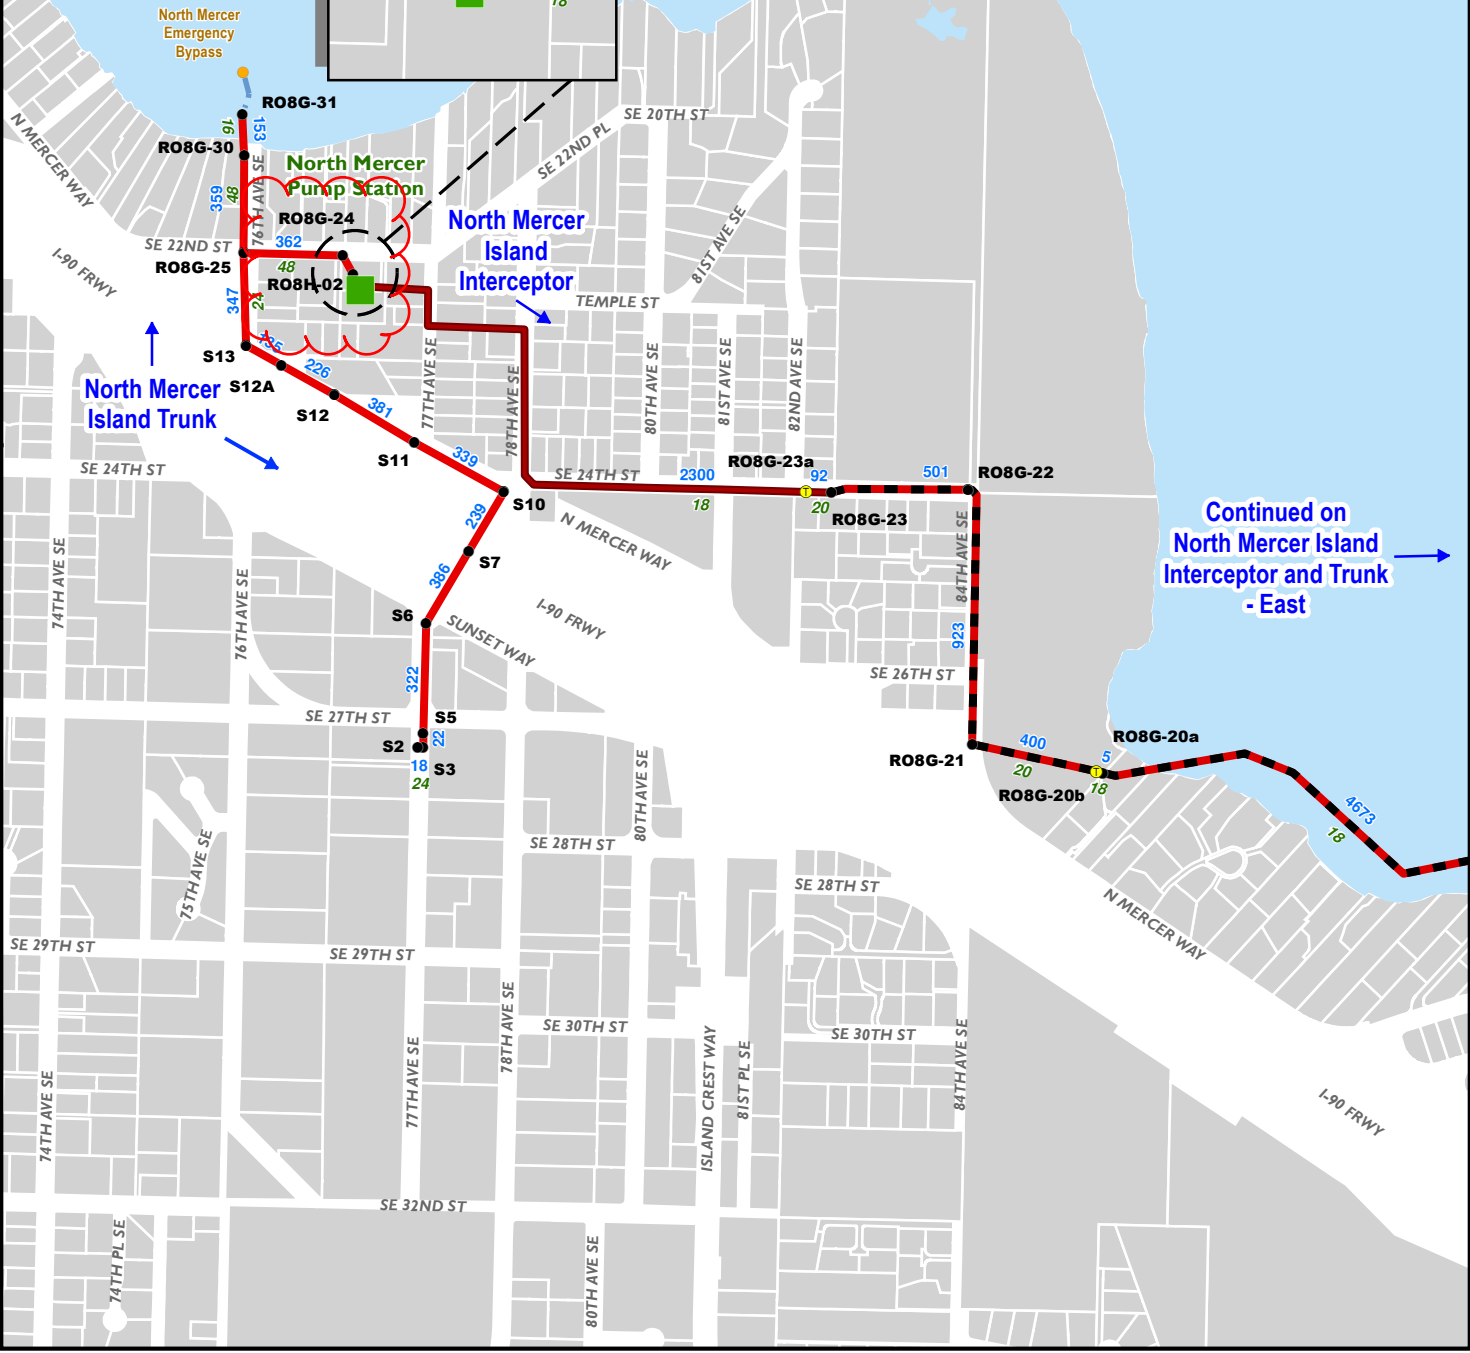 North Mercer
Emergency
Bypass
18
RO8G-31
16
153
RO8G-30
N MERCER WAY
SE 20TH ST
SE 22ND PL
North Mercer
Pump Station
359
48
76TH AVE SE
RO8G-24
North Mercer
Island
Interceptor
81ST AVE SE
SE 22ND ST
362
48
RO8G-25
I-90 FRWY
RO8H-02
347
24
TEMPLE ST
S13
135
S12A
226
S12
North Mercer
Island Trunk
381
77TH AVE SE
78TH AVE SE
80TH AVE SE
81ST AVE SE
82ND AVE SE
S11
339
SE 24TH ST
SE 24TH ST
2300
18
RO8G-23a
92
20
RO8G-23
501
RO8G-22
S10
239
N MERCER WAY
S7
386
Continued on
North Mercer Island
Interceptor and Trunk
- East
74TH AVE SE
76TH AVE SE
84TH AVE SE
S6
SUNSET WAY
I-90 FRWY
923
322
SE 26TH ST
SE 27TH ST
S5
22
S2
18
S3
24
RO8G-21
400
20
5
RO8G-20a
RO8G-20b
18
4673
18
80TH AVE SE
75TH AVE SE
SE 28TH ST
SE 28TH ST
N MERCER WAY
SE 29TH ST
SE 29TH ST
78TH AVE SE
SE 30TH ST
SE 30TH ST
74TH AVE SE
77TH AVE SE
ISLAND CREST WAY
81ST PL SE
84TH AVE SE
I-90 FRWY
SE 32ND ST
74TH PL SE
80TH AVE SE